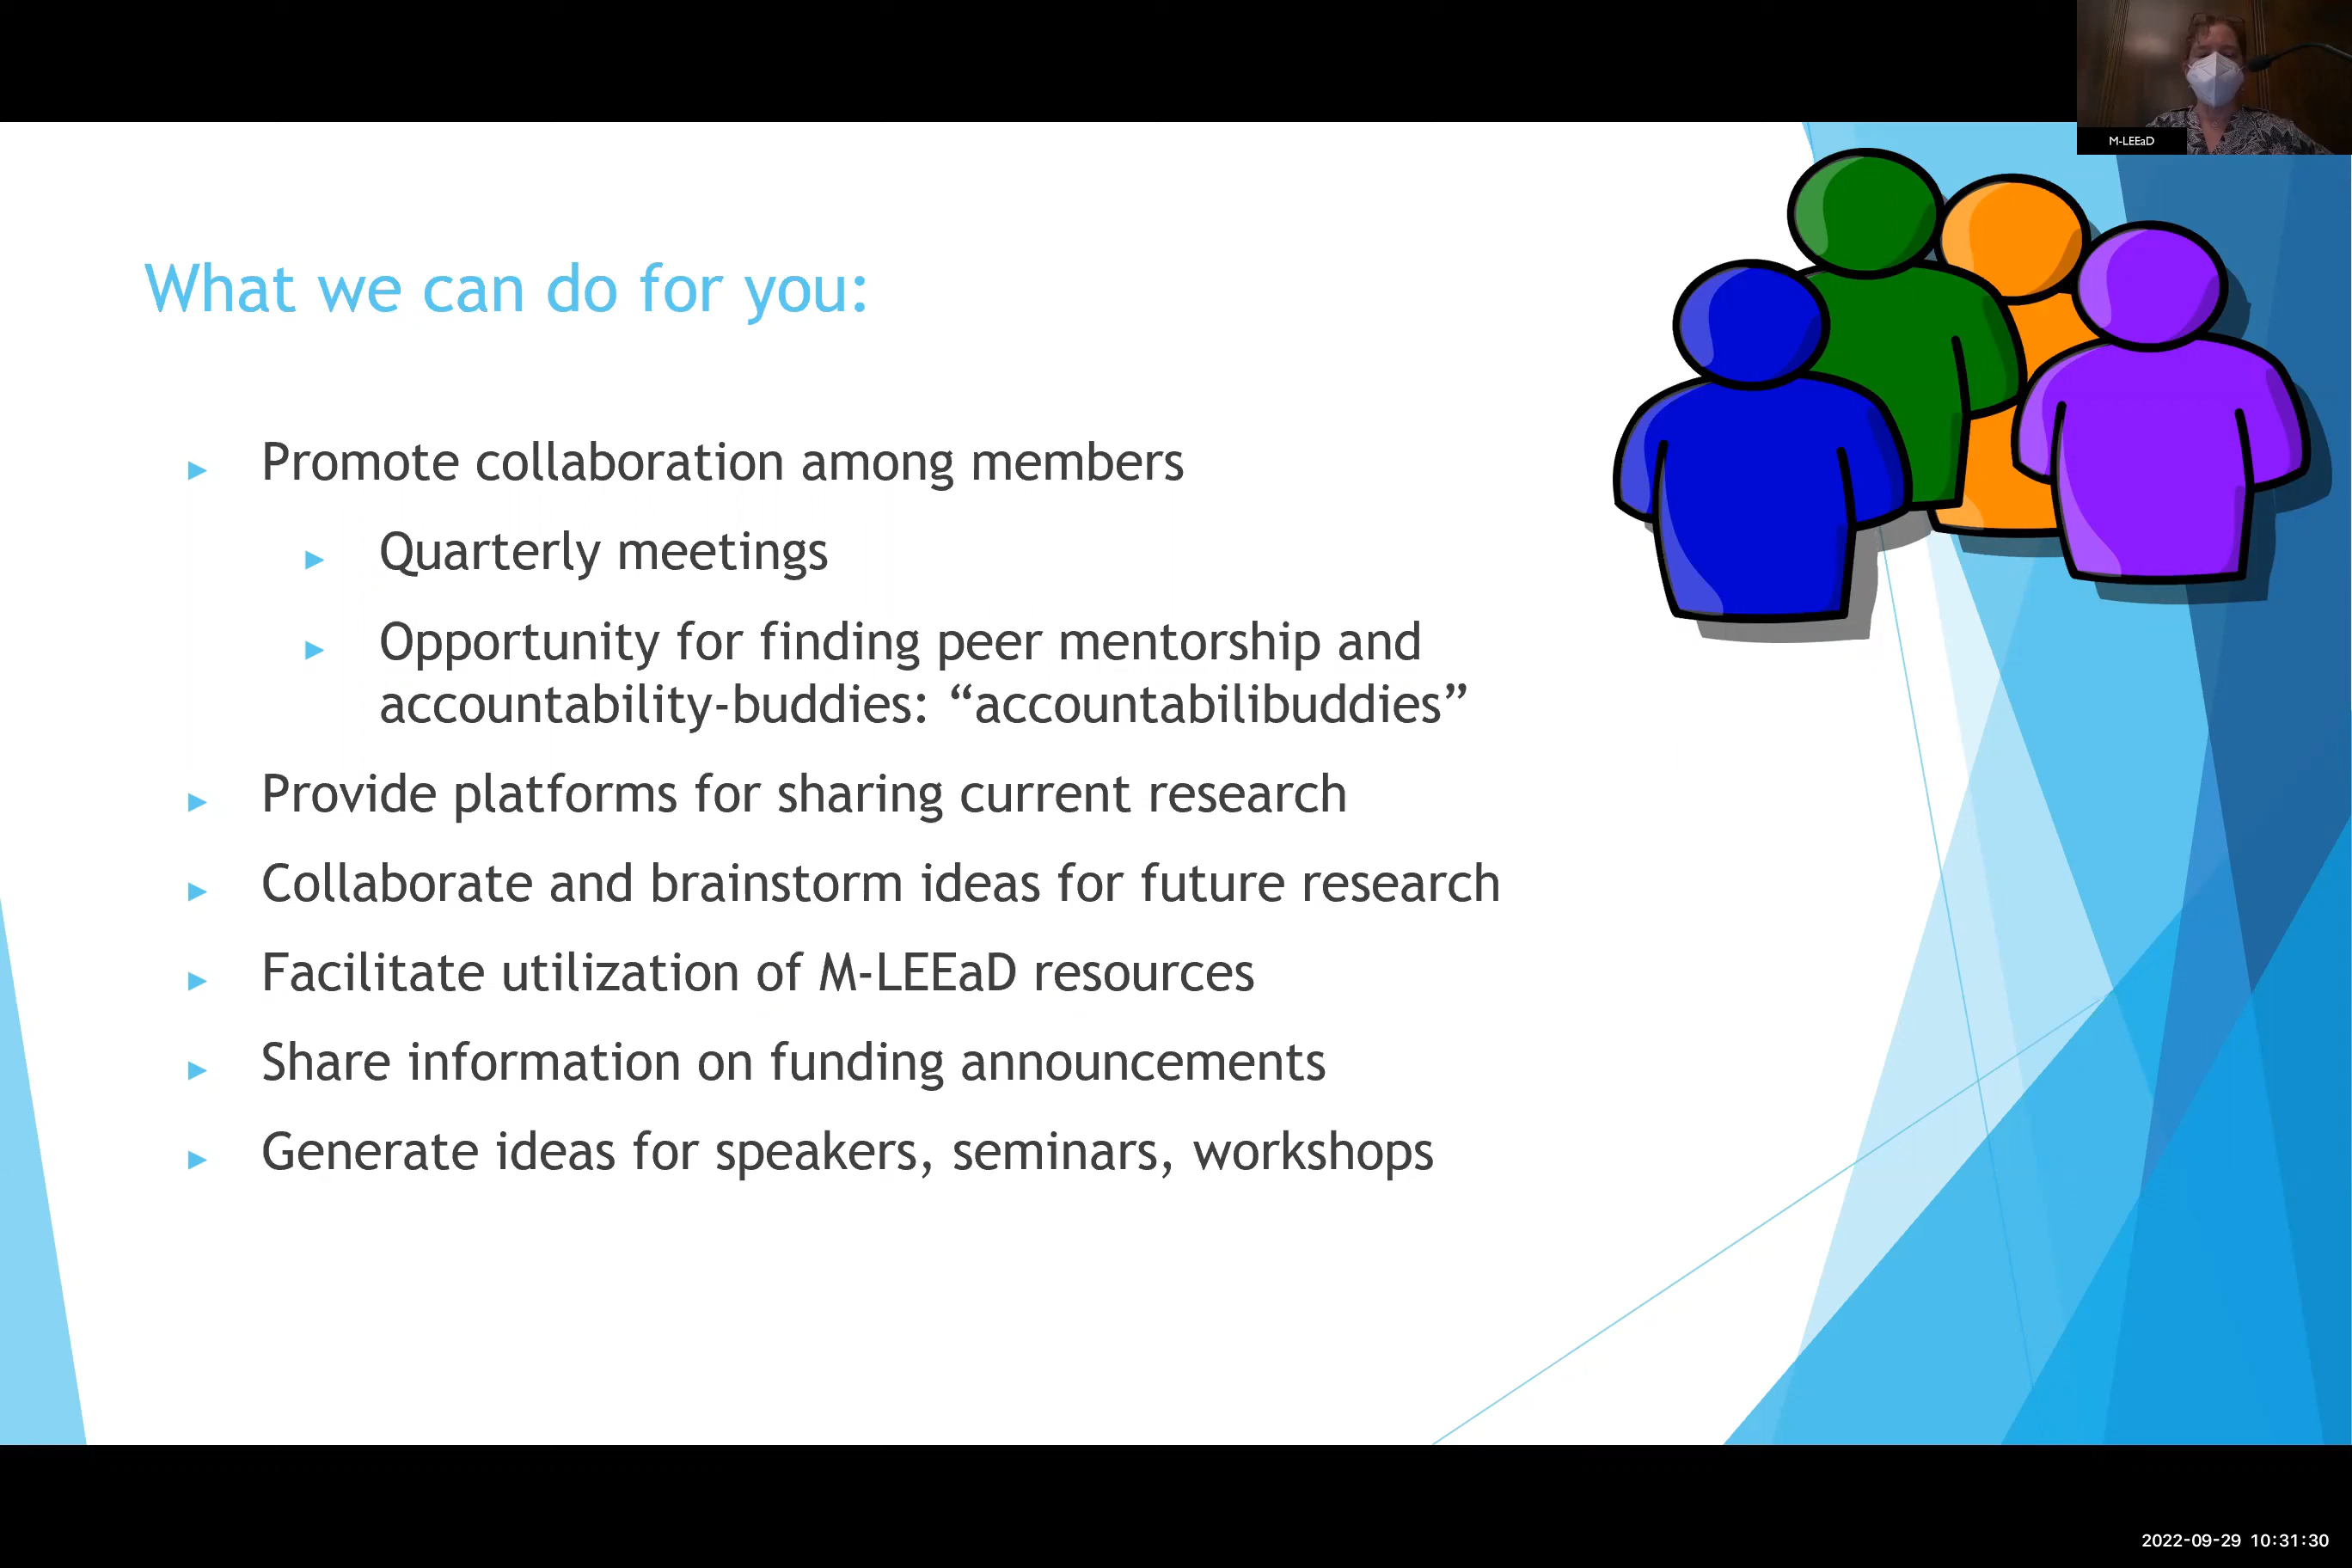 M-LEEaD
What we can do for you:
► Promote collaboration among members
► Quarterly meetings
► Opportunity for finding peer mentorship and
accountability-buddies: “accountabilibuddies”
► Provide platforms for sharing current research
► Collaborate and brainstorm ideas for future research
► Facilitate utilization of M-LEEaD resources
► Share information on funding announcements
► Generate ideas for speakers, seminars, workshops
2022-09-29 10:31:30